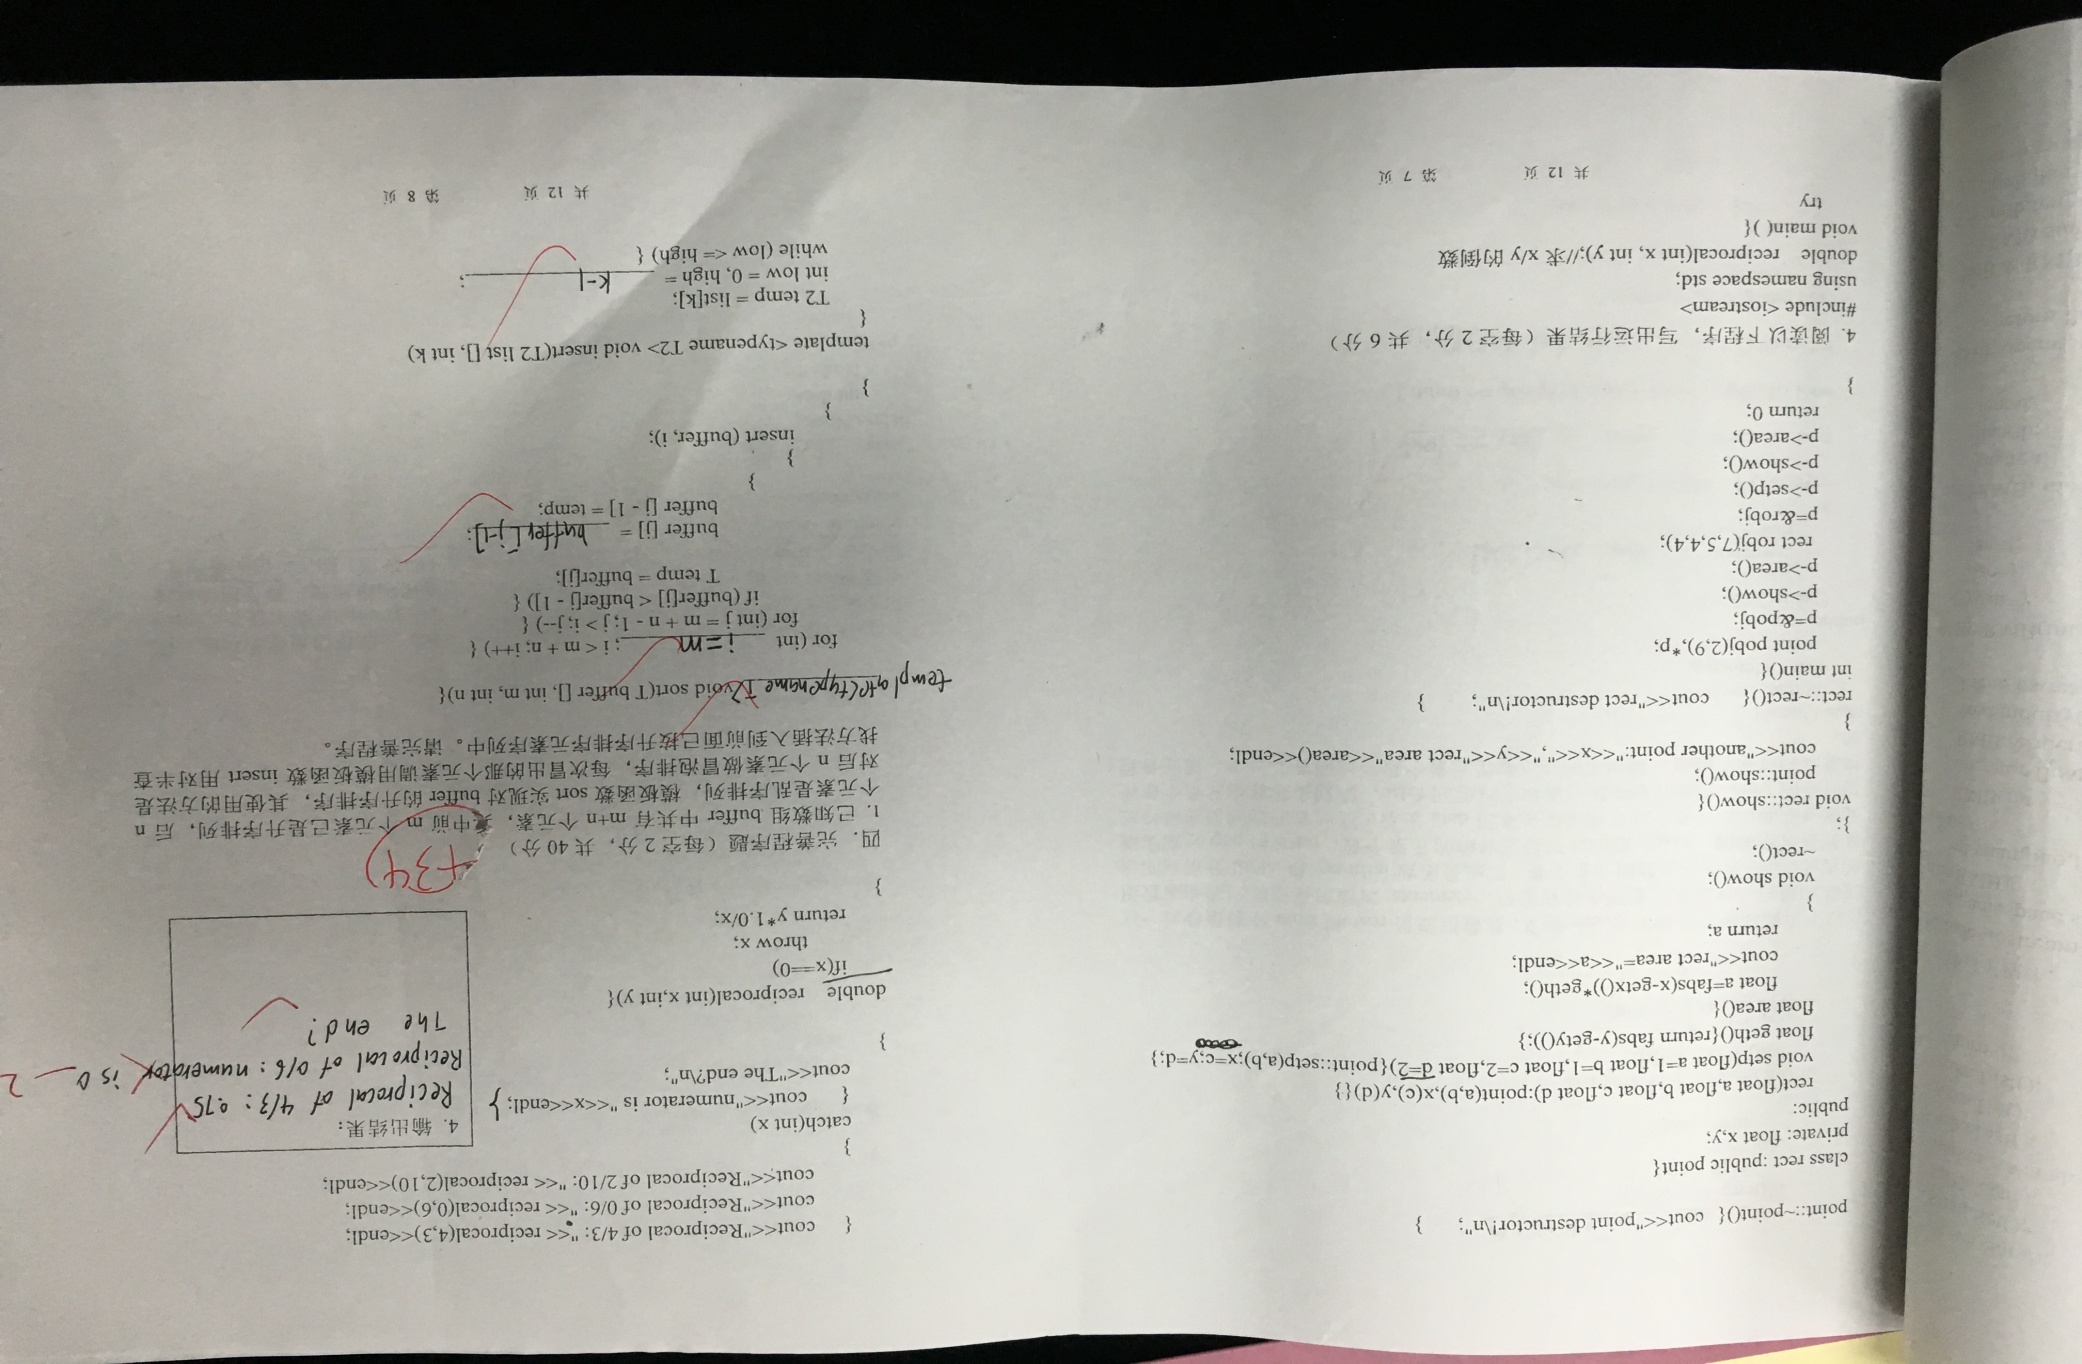 point::~point(){ cout<<"point destructor!\n"; }
class rect :public point{
private: float x,y;
public:
rect(float a,float b,float c,float d):point(a,b),x(c),y(d){}
void setp(float a=1,float b=1,float c=2,float d=2){point::setp(a,b);x=c;y=d;}
float geth(){return fabs(y-gety());}
float area(){
float a=fabs(x-getx())*geth();
cout<<"rect area="<<a<<endl;
return a;
}
void show();
~rect();
};
void rect::show(){
point::show();
cout<<"another point:"<<x<<","<<y<<"rect area"<<area()<<endl;
}
rect::~rect(){ cout<<"rect destructor!\n"; }
int main(){
point pobj(2,9),*p;
p=&pobj;
p->show();
p->area();
rect robj(7,5,4,4);
p=&robj;
p->setp();
p->show();
p->area();
return 0;
}
4. 阅读以下程序，写出运行结果（每空 2 分，共 6 分）
#include <iostream>
using namespace std;
double reciprocal(int x, int y);//求 x/y 的倒数
void main( ){
try
共 12 页 第 7 页
{ cout<<"Reciprocal of 4/3: "<< reciprocal(4,3)<<endl;
cout<<"Reciprocal of 0/6: "<< reciprocal(0,6)<<endl;
cout<<"Reciprocal of 2/10: "<< reciprocal(2,10)<<endl;
}
catch(int x)
{ cout<<"numerator is "<<x<<endl; }
cout<<"The end?\n";
}
double reciprocal(int x,int y){
if(x==0)
throw x;
return y*1.0/x;
}
4. 输出结果：
Reciprocal of 4/3: 0.75
Reciprocal of 0/6: numerator is 0 -2
The end?
+34)
四．完善程序题（每空 2 分，共 40 分）
1. 已知数组 buffer 中共有 m+n 个元素，其中前 m 个元素已是升序排列，后 n
个元素是乱序排列，模板函数 sort 实现对 buffer 的升序排序，其使用的方法是
对后 n 个元素做冒泡排序，每次冒出的那个元素调用模板函数 insert 用对半查
找方法插入到前面已按升序排序元素序列中。请完善程序。
template<typename T> void sort(T buffer [], int m, int n){
for (int i=m ; i < m + n; i++) {
for (int j = m + n - 1; j > i; j--) {
if (buffer[j] < buffer[j - 1]) {
T temp = buffer[j];
buffer [j] = buffer[j-1];
buffer [j - 1] = temp;
}
}
insert (buffer, i);
}
}
template <typename T2> void insert(T2 list [], int k)
{
T2 temp = list[k];
int low = 0, high = k-1 ;
while (low <= high) {
共 12 页 第 8 页